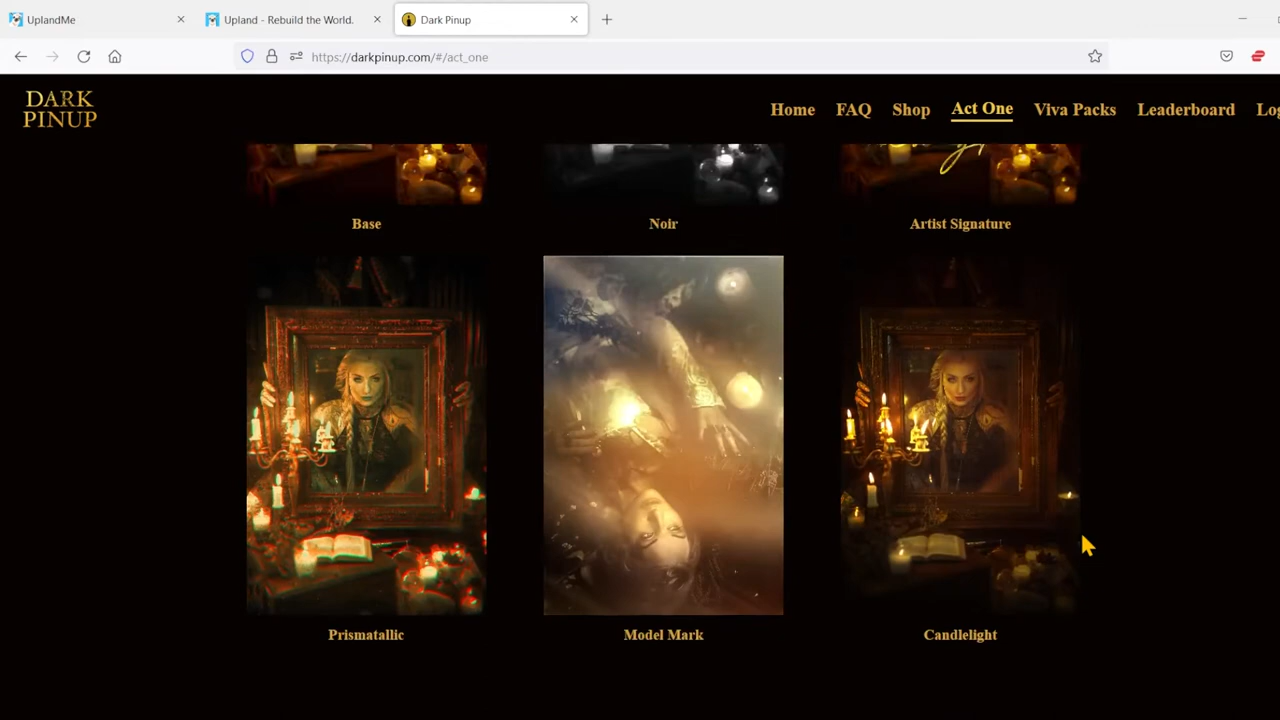 UplandMe
Upland - Rebuild the World.
Dark Pinup
https://darkpinup.com/#/act_one
DARK
PINUP
Home
FAQ
Shop
Act One
Viva Packs
Leaderboard
Base
Noir
Artist Signature
Prismatallic
Model Mark
Candlelight